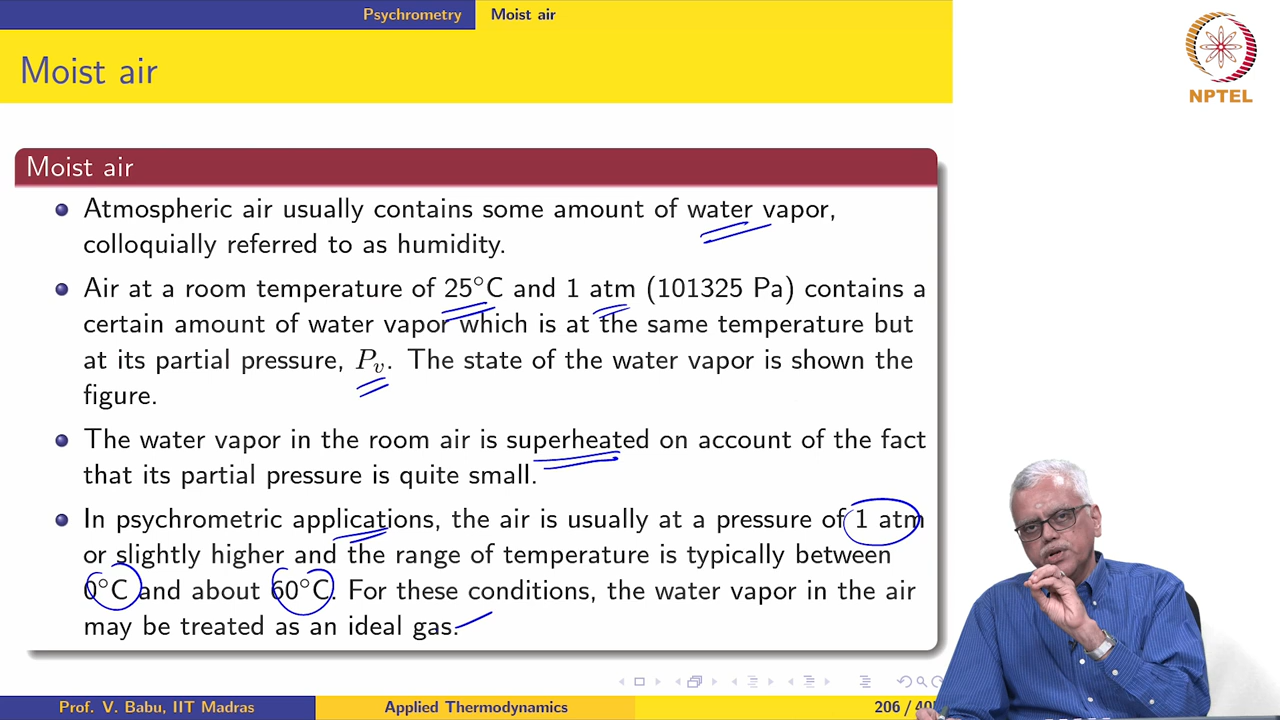 Psychrometry Moist air
NPTEL
Moist air
Moist air
Atmospheric air usually contains some amount of water vapor,
colloquially referred to as humidity.
Air at a room temperature of 25°C and 1 atm (101325 Pa) contains a
certain amount of water vapor which is at the same temperature but
at its partial pressure, Pᵥ. The state of the water vapor is shown the
figure.
The water vapor in the room air is superheated on account of the fact
that its partial pressure is quite small.
In psychrometric applications, the air is usually at a pressure of 1 atm
or slightly higher and the range of temperature is typically between
0°C and about 60°C. For these conditions, the water vapor in the air
may be treated as an ideal gas.
Prof. V. Babu, IIT Madras Applied Thermodynamics 206 /